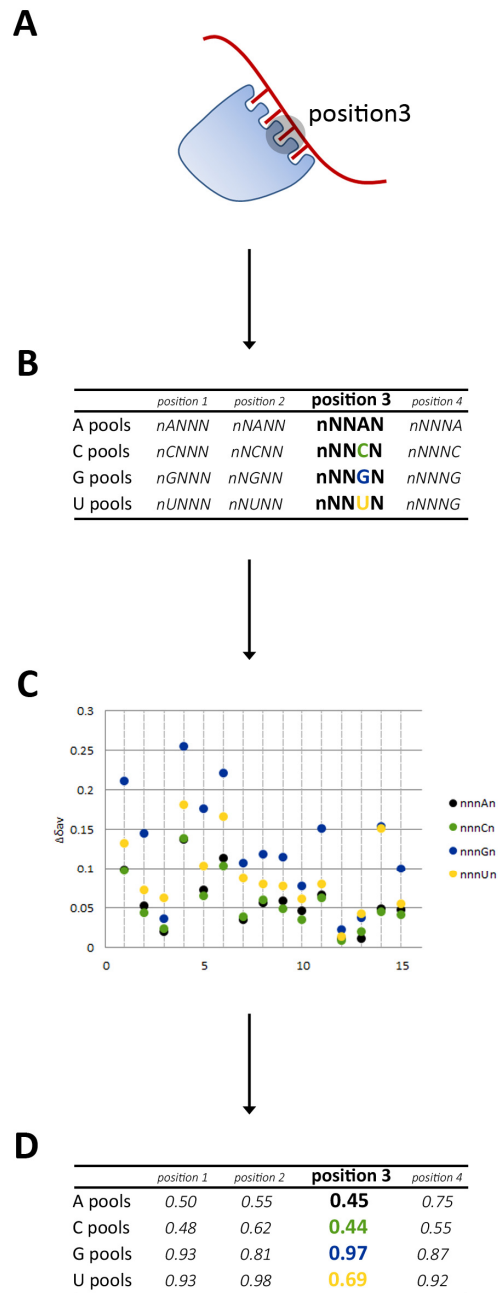 A
position3
B
position 1 position 2 position 3 position 4
A pools nANNN nNANN nNNAN nNNNA
C pools nCNNN nNCNN nNNCN nNNNC
G pools nGNNN nNGNN nNNGN nNNNG
U pools nUNNN nNUNN nNNUN nNNNG
C
0.3
0.25
0.2
0.15
0.1
0.05
0
Δδav
0 5 10 15
nnnAn
nnnCn
nnnGn
nnnUn
D
position 1 position 2 position 3 position 4
A pools 0.50 0.55 0.45 0.75
C pools 0.48 0.62 0.44 0.55
G pools 0.93 0.81 0.97 0.87
U pools 0.93 0.98 0.69 0.92